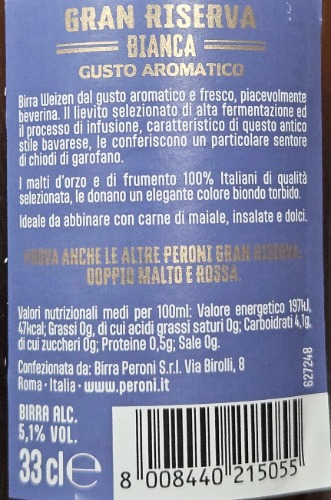 GRAN RISERVA
BIANCA
GUSTO AROMATICO
Birra Weizen dal gusto aromatico e fresco, piacevolmente
beverina. Il lievito selezionato di alta fermentazione ed
il processo di infusione, caratteristico di questo antico
stile bavarese, le conferiscono un particolare sentore
di chiodi di garofano.
I malti d'orzo e di frumento 100% Italiani di qualità
selezionata, le donano un elegante colore biondo torbido.
Ideale da abbinare con carne di maiale, insalate e dolci.
PROVA ANCHE LE ALTRE PERONI GRAN RISERVA:
DOPPIO MALTO E ROSSA.
Valori nutrizionali medi per 100ml: Valore energetico 197kJ,
47kcal; Grassi 0g, di cui acidi grassi saturi 0g; Carboidrati 4,1g,
di cui zuccheri 0g; Proteine 0,5g; Sale 0g.
Confezionata da: Birra Peroni S.r.l. Via Birolli, 8
Roma · Italia · www.peroni.it
627248
BIRRA ALC.
5,1% VOL.
33 cl e
8 008440 215055